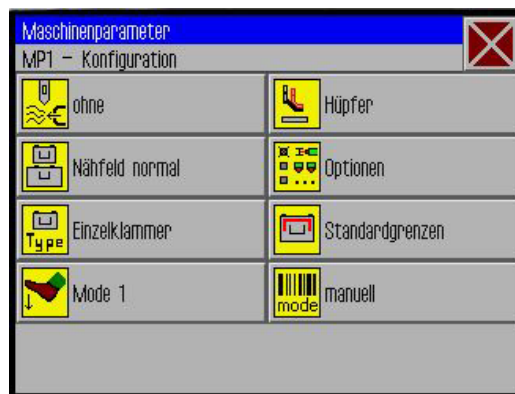 Maschinenparameter
MP1 - Konfiguration
ohne
Hüpfer
Nähfeld normal
Optionen
Type
Einzelklammer
Standardgrenzen
Mode 1
mode
manuell